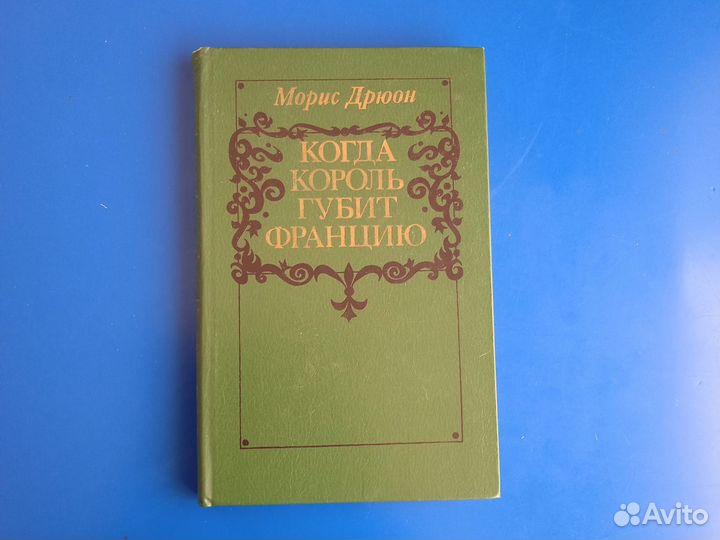 Морис Дрюон
КОГДА
КОРОЛЬ
ГУБИТ
ФРАНЦИЮ
Avito